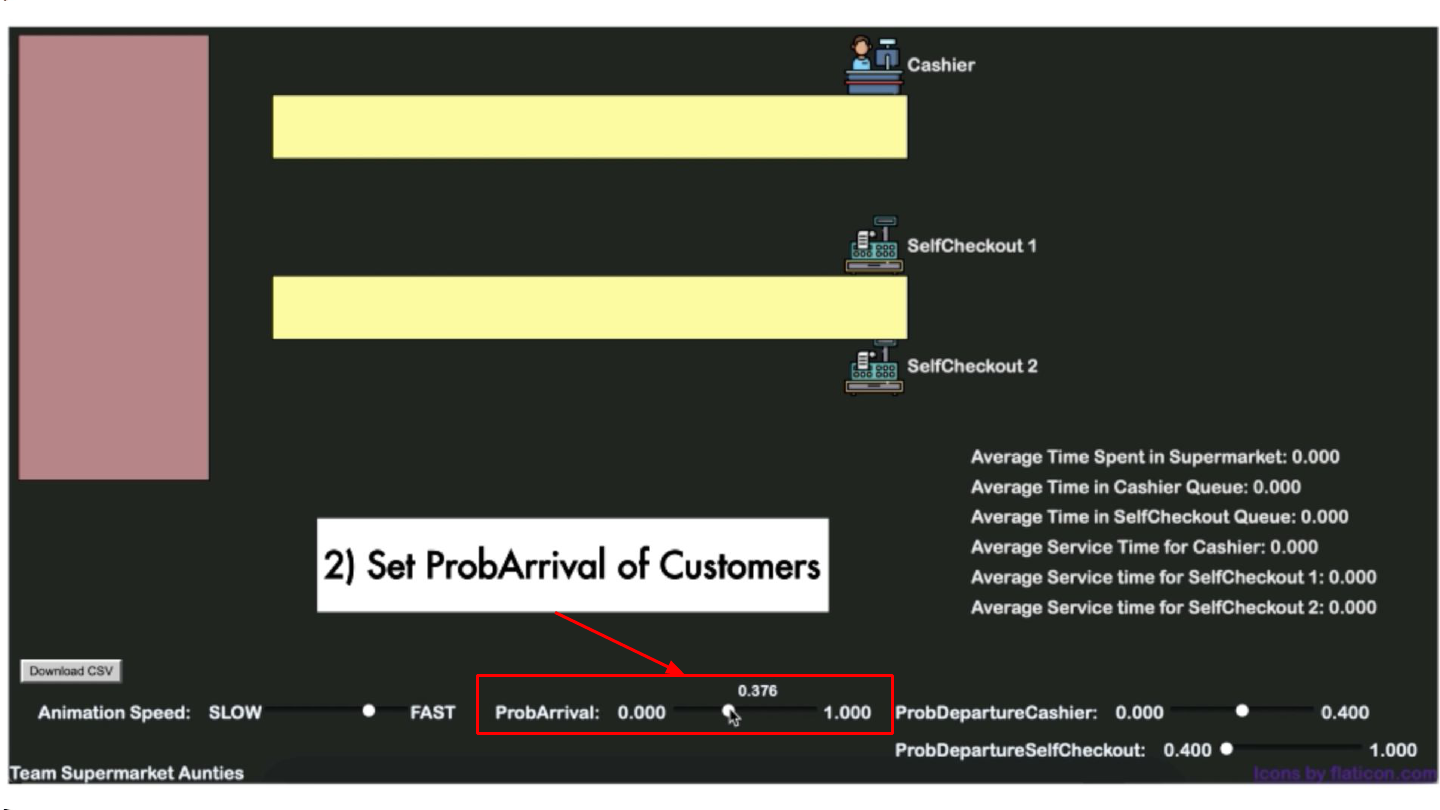 Cashier
SelfCheckout 1
SelfCheckout 2
Average Time Spent in Supermarket: 0.000
Average Time in Cashier Queue: 0.000
Average Time in SelfCheckout Queue: 0.000
Average Service Time for Cashier: 0.000
Average Service time for SelfCheckout 1: 0.000
Average Service time for SelfCheckout 2: 0.000
2) Set ProbArrival of Customers
Download CSV
0.376
Animation Speed: SLOW FAST ProbArrival: 0.000 1.000 ProbDepartureCashier: 0.000 0.400
ProbDepartureSelfCheckout: 0.400 1.000
Team Supermarket Aunties Icons by flaticon.com